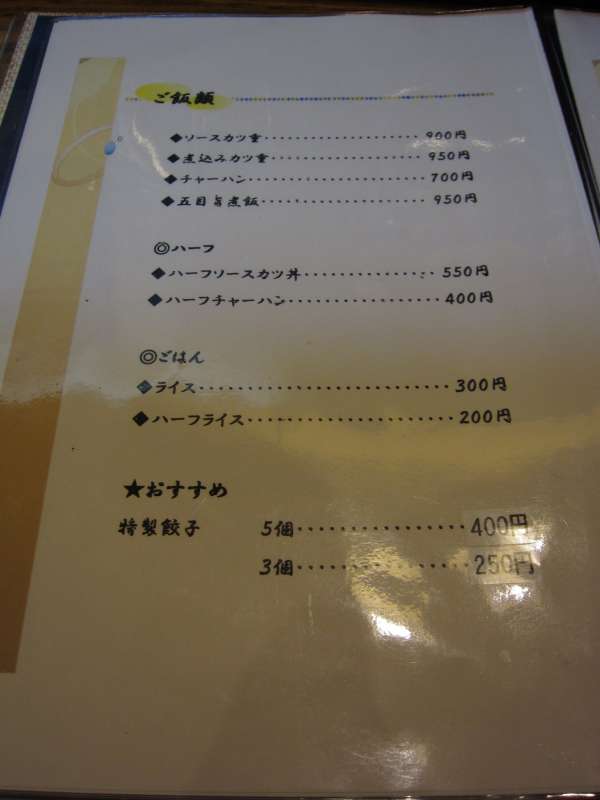 ご飯類
◆ソースカツ重・・・・・・・・・・・・・・・・・・・・900円
◆煮込みカツ重・・・・・・・・・・・・・・・・・・・950円
◆チャーハン・・・・・・・・・・・・・・・・・・・・・・700円
◆五目旨煮飯・・・・・・・・・・・・・・・・・・・・・950円
◎ハーフ
◆ハーフソースカツ丼・・・・・・・・・・・・・・・550円
◆ハーフチャーハン・・・・・・・・・・・・・・・・・400円
◎ごはん
◆ライス・・・・・・・・・・・・・・・・・・・・・・・・・・300円
◆ハーフライス・・・・・・・・・・・・・・・・・・・・・200円
★おすすめ
特製餃子 5個・・・・・・・・・・・・・・・・400円
3個・・・・・・・・・・・・・・・・250円